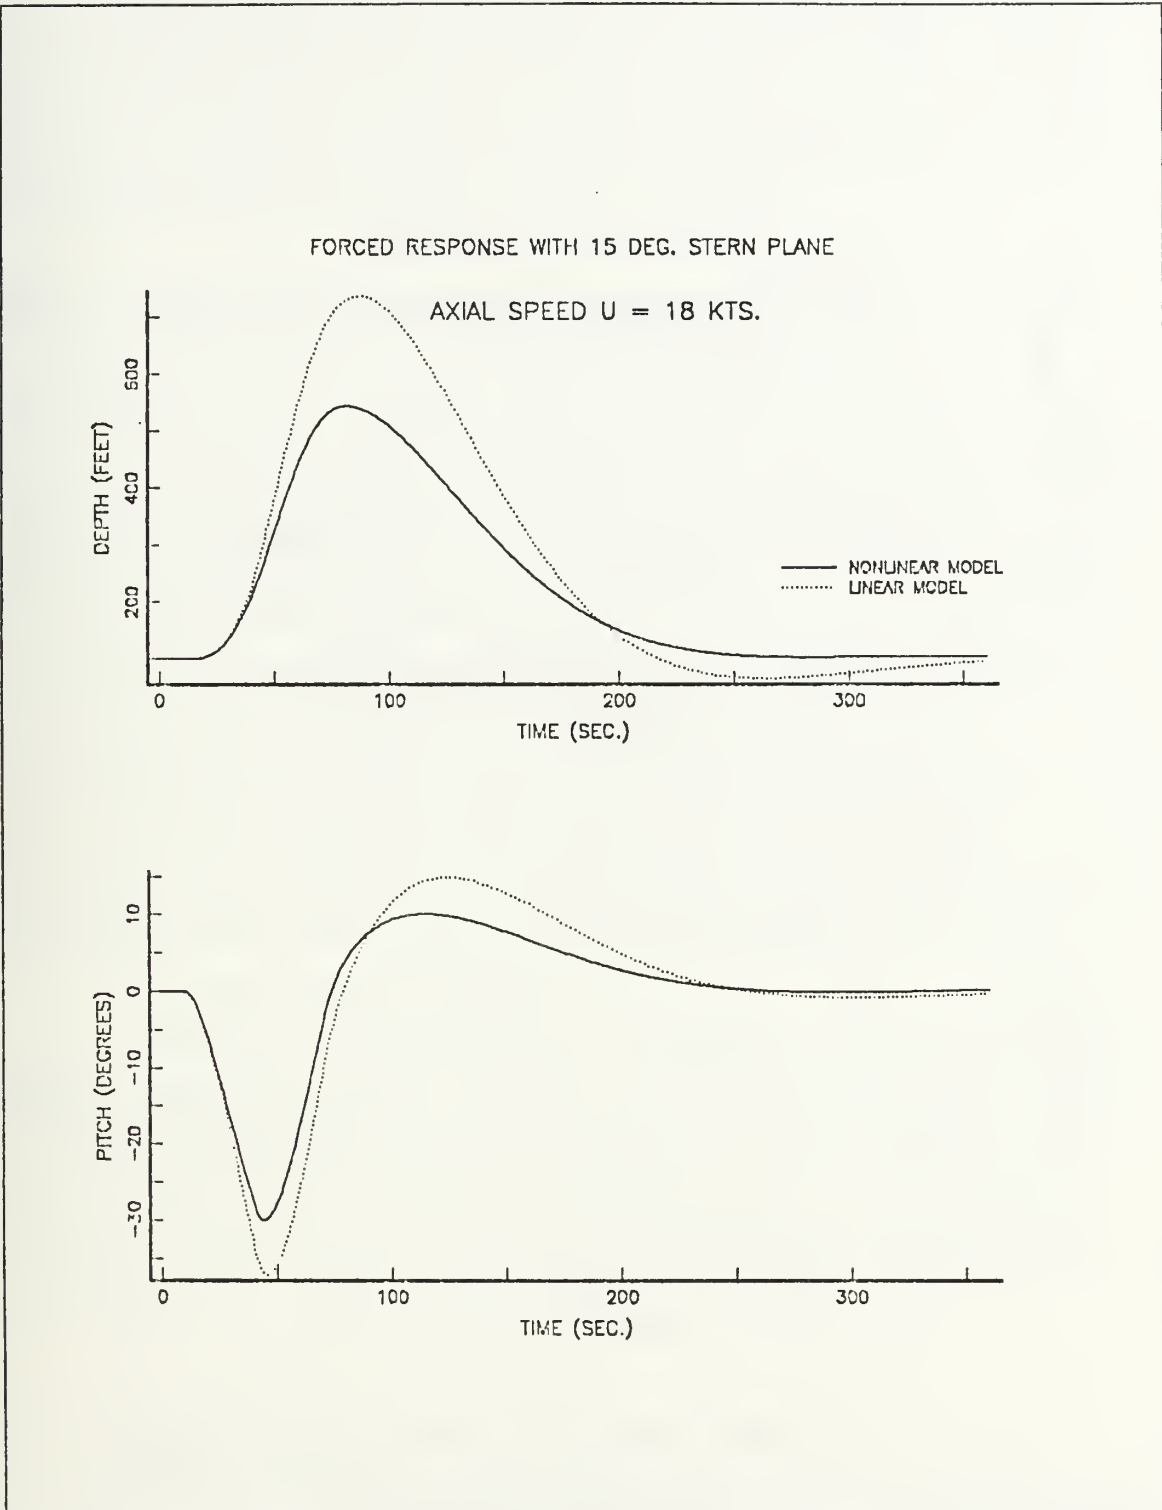 FORCED RESPONSE WITH 15 DEG. STERN PLANE
AXIAL SPEED U = 18 KTS.
DEPTH (FEET)
600
400
200
NONLINEAR MODEL
LINEAR MODEL
0 100 200 300
TIME (SEC.)
PITCH (DEGREES)
10
0
-10
-20
-30
0 100 200 300
TIME (SEC.)